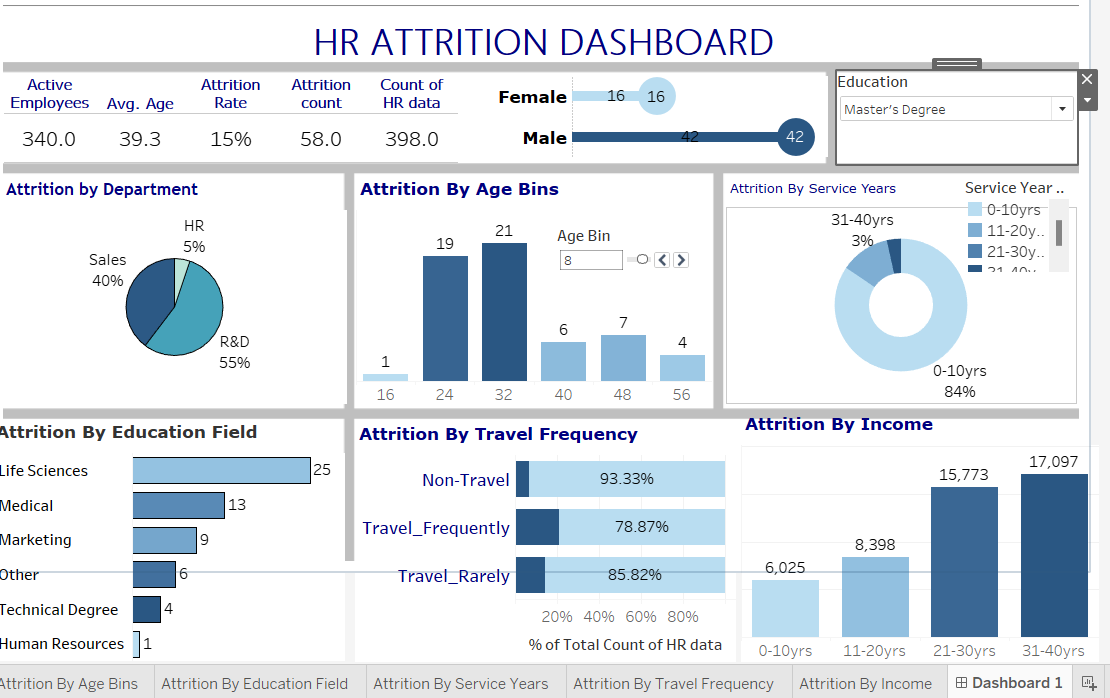 HR ATTRITION DASHBOARD
Active Employees
Avg. Age
Attrition Rate
Attrition count
Count of HR data
340.0
39.3
15%
58.0
398.0
Female
16
16
Male
42
42
Education
Master's Degree
Attrition by Department
HR
5%
Sales
40%
R&D
55%
Attrition By Age Bins
19
21
1
6
7
4
16
24
32
40
48
56
Age Bin
8
Attrition By Service Years
Service Year ..
0-10yrs
11-20y..
21-30y..
31-40y..
31-40yrs
3%
0-10yrs
84%
Attrition By Education Field
Life Sciences
25
Medical
13
Marketing
9
Other
6
Technical Degree
4
Human Resources
1
Attrition By Travel Frequency
Non-Travel
93.33%
Travel_Frequently
78.87%
Travel_Rarely
85.82%
20%
40%
60%
80%
% of Total Count of HR data
Attrition By Income
6,025
8,398
15,773
17,097
0-10yrs
11-20yrs
21-30yrs
31-40yrs
Attrition By Age Bins
Attrition By Education Field
Attrition By Service Years
Attrition By Travel Frequency
Attrition By Income
Dashboard 1